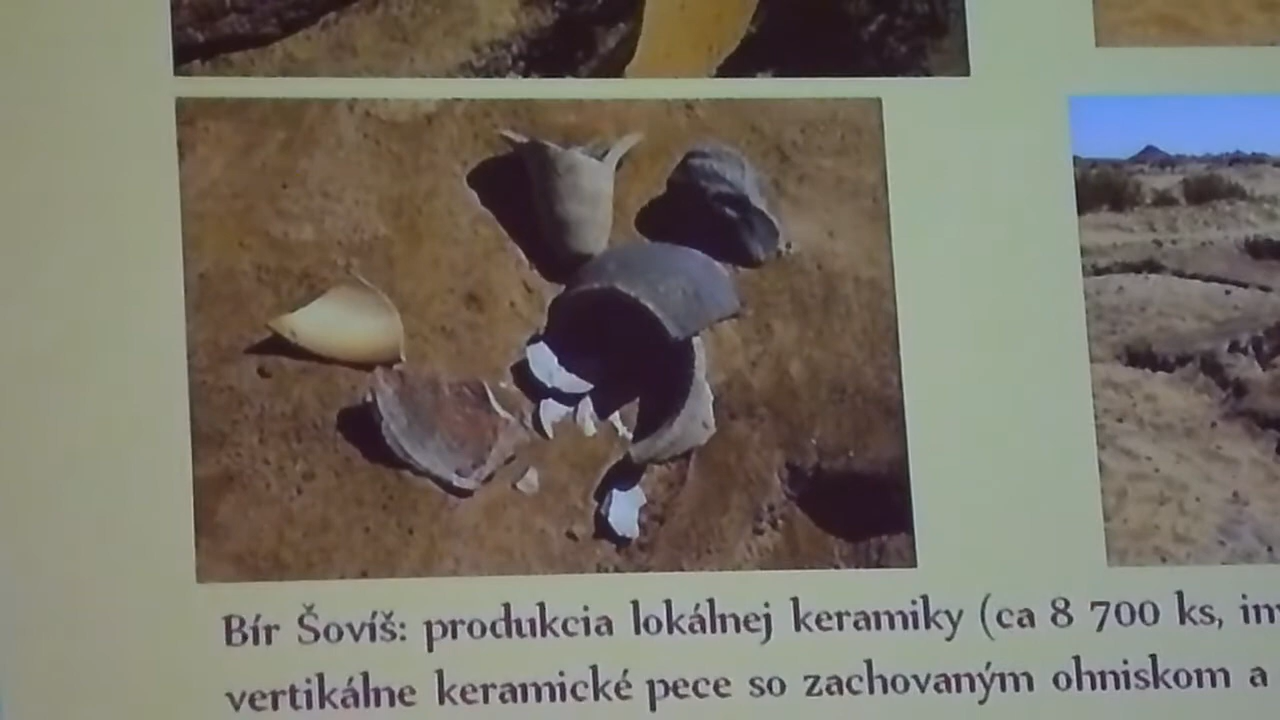 Bír Šovíš: produkcia lokálnej keramiky (ca 8 700 ks,
vertikálne keramické pece so zachovaným ohniskom a